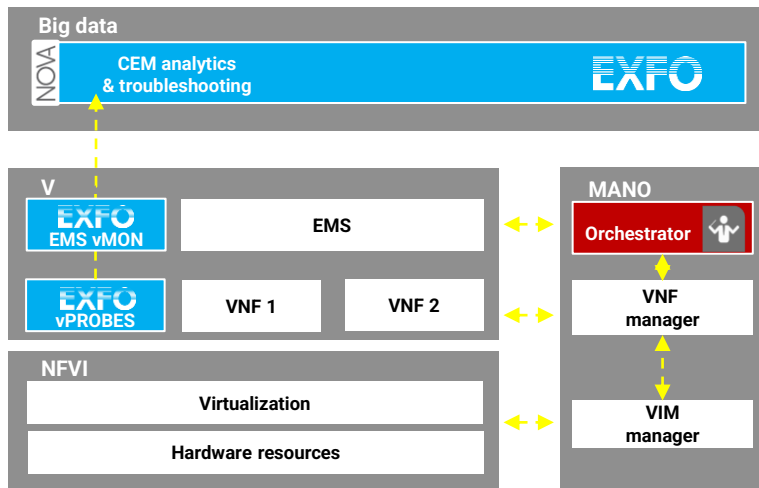 Big data
NOVA
CEM analytics
& troubleshooting
EXFO
V
EXFO
EMS vMON
EMS
EXFO
vPROBES
VNF 1
VNF 2
NFVI
Virtualization
Hardware resources
MANO
Orchestrator
VNF
manager
VIM
manager